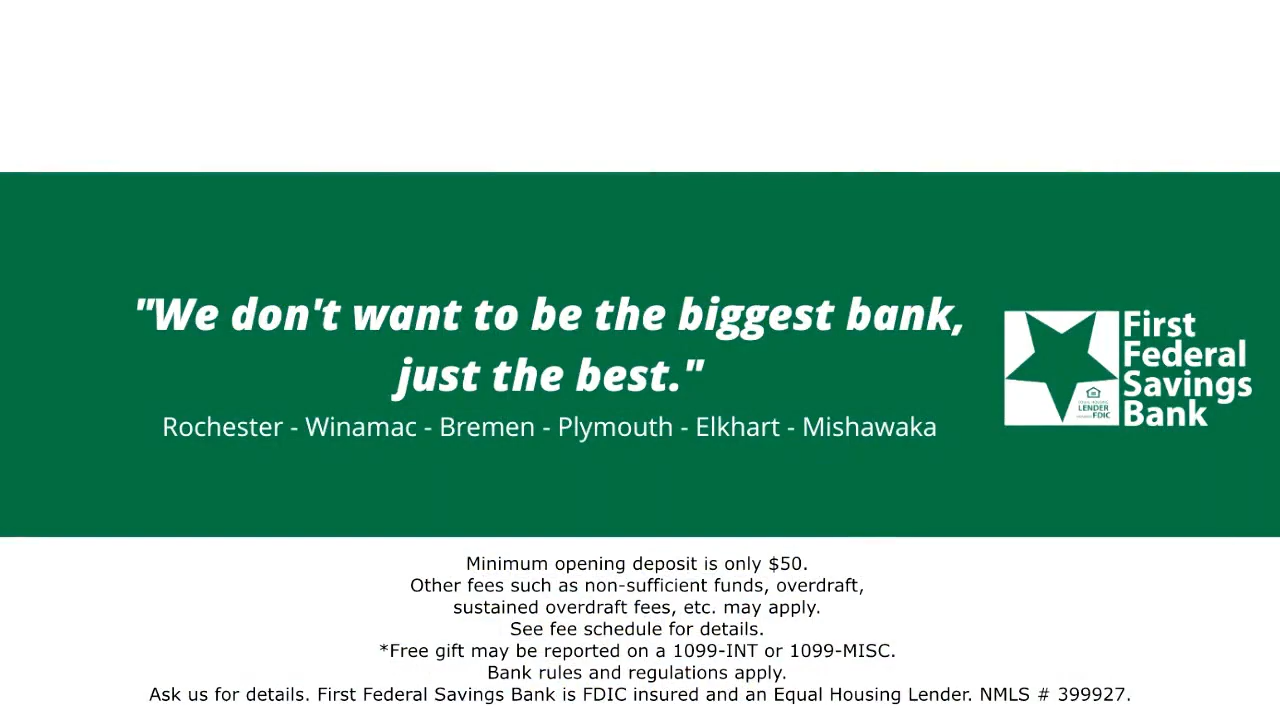 "We don't want to be the biggest bank,
just the best."
Rochester - Winamac - Bremen - Plymouth - Elkhart - Mishawaka
First
Federal
Savings
Bank
LENDER
FDIC
Minimum opening deposit is only $50.
Other fees such as non-sufficient funds, overdraft,
sustained overdraft fees, etc. may apply.
See fee schedule for details.
*Free gift may be reported on a 1099-INT or 1099-MISC.
Bank rules and regulations apply.
Ask us for details. First Federal Savings Bank is FDIC insured and an Equal Housing Lender. NMLS # 399927.